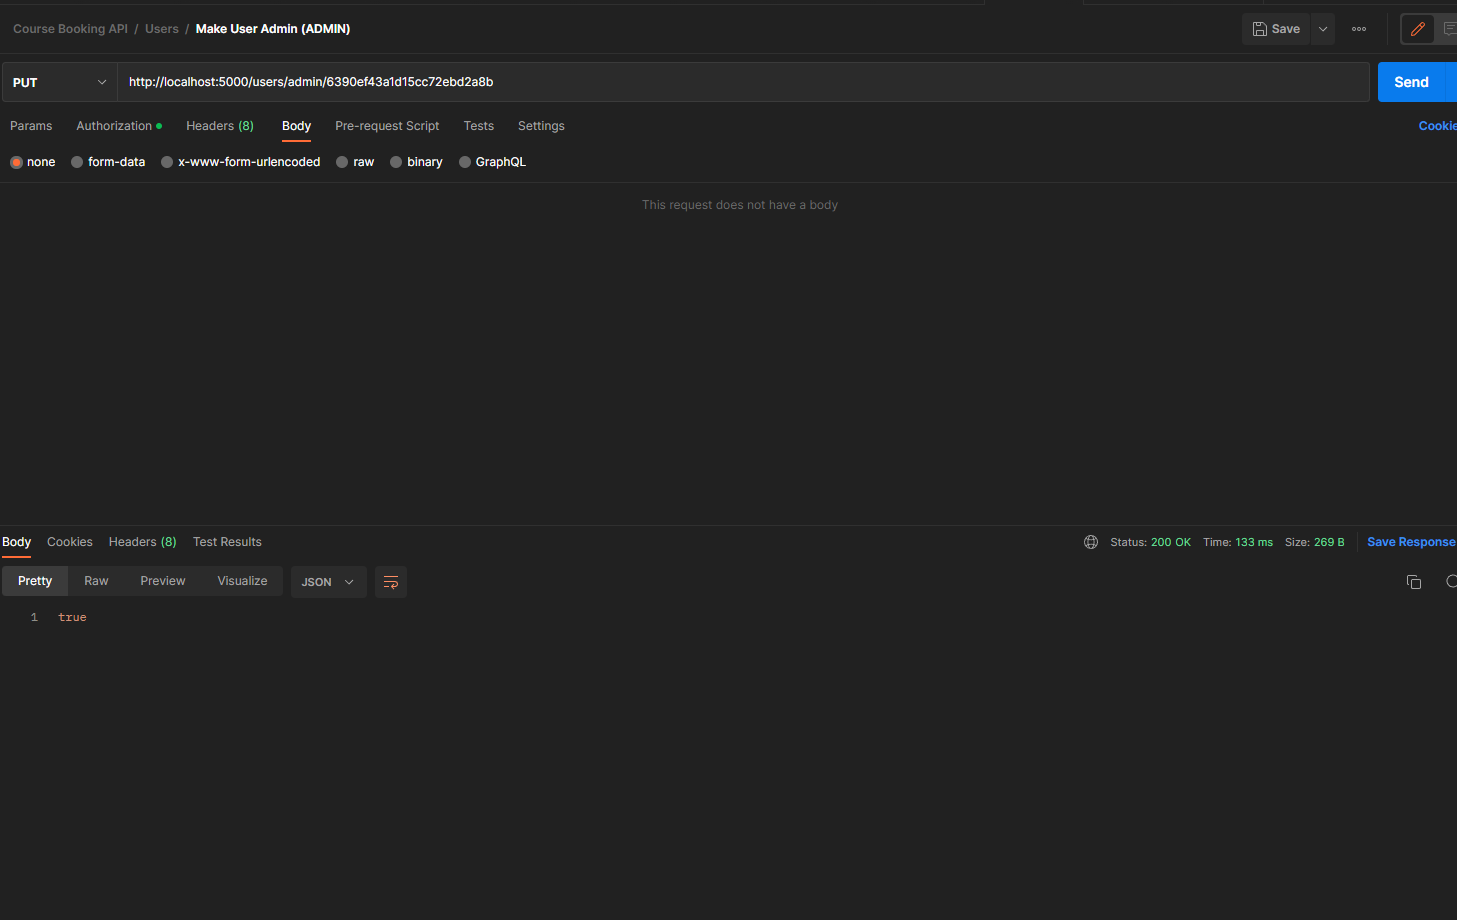 Course Booking API / Users / Make User Admin (ADMIN) Save
PUT http://localhost:5000/users/admin/6390ef43a1d15cc72ebd2a8b Send
Params Authorization Headers (8) Body Pre-request Script Tests Settings Cookie
none form-data x-www-form-urlencoded raw binary GraphQL
This request does not have a body
Body Cookies Headers (8) Test Results Status: 200 OK Time: 133 ms Size: 269 B Save Response
Pretty Raw Preview Visualize JSON
1 true